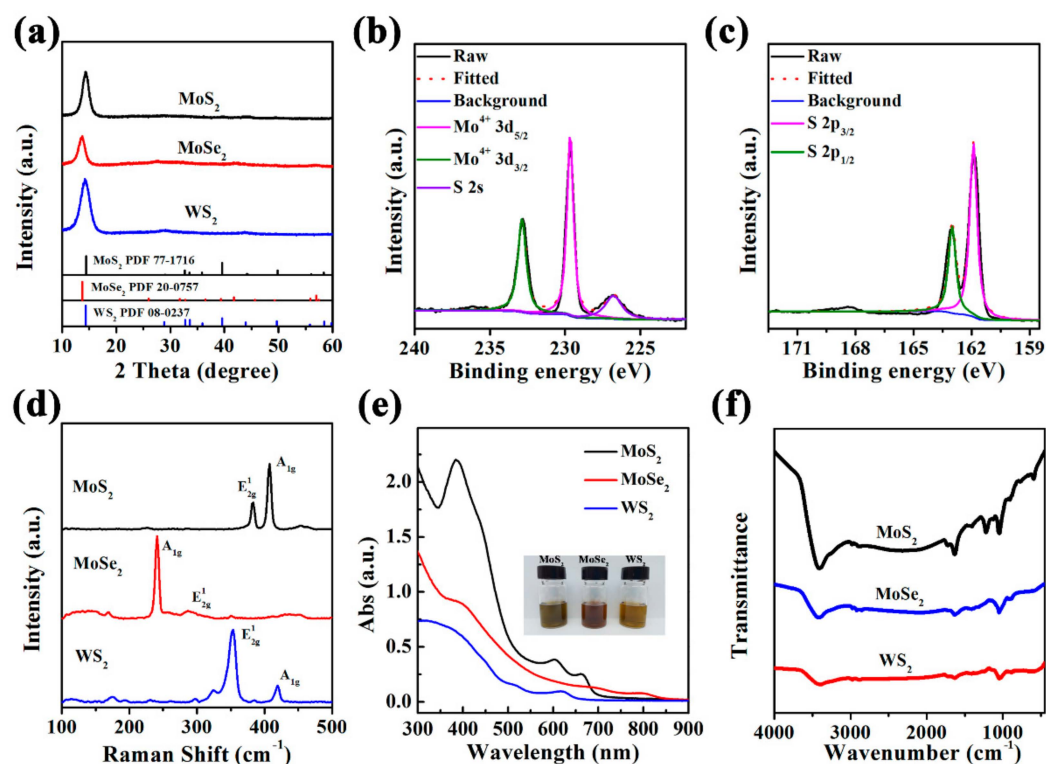 (a)
Intensity (a.u.)
MoS₂
MoSe₂
WS₂
MoS₂ PDF 77-1716
MoSe₂ PDF 20-0757
WS₂ PDF 08-0237
10 20 30 40 50 60
2 Theta (degree)
(b)
Intensity (a.u.)
Raw
Fitted
Background
Mo⁴⁺ 3d₅/₂
Mo⁴⁺ 3d₃/₂
S 2s
240 235 230 225
Binding energy (eV)
(c)
Intensity (a.u.)
Raw
Fitted
Background
S 2p₃/₂
S 2p₁/₂
171 168 165 162 159
Binding energy (eV)
(d)
Intensity (a.u.)
MoS₂
E¹₂g
A₁g
MoSe₂
A₁g
E¹₂g
WS₂
E¹₂g
A₁g
100 200 300 400 500
Raman Shift (cm⁻¹)
(e)
Abs (a.u.)
2.0
1.5
1.0
0.5
0.0
MoS₂
MoSe₂
WS₂
MoS₂ MoSe₂ WS₂
300 400 500 600 700 800 900
Wavelength (nm)
(f)
Transmittance
MoS₂
MoSe₂
WS₂
4000 3000 2000 1000
Wavenumber (cm⁻¹)